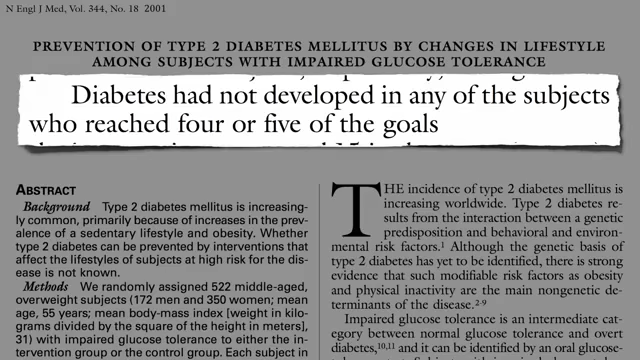 N Engl J Med, Vol. 344, No. 18 2001
PREVENTION OF TYPE 2 DIABETES MELLITUS BY CHANGES IN LIFESTYLE
AMONG SUBJECTS WITH IMPAIRED GLUCOSE TOLERANCE
Diabetes had not developed in any of the subjects
who reached four or five of the goals
ABSTRACT
Background Type 2 diabetes mellitus is increasing-
ly common, primarily because of increases in the prev-
alence of a sedentary lifestyle and obesity. Whether
type 2 diabetes can be prevented by interventions that
affect the lifestyles of subjects at high risk for the dis-
ease is not known.
Methods We randomly assigned 522 middle-aged,
overweight subjects (172 men and 350 women; mean
age, 55 years; mean body-mass index [weight in kilo-
grams divided by the square of the height in meters],
31) with impaired glucose tolerance to either the in-
tervention group or the control group. Each subject in
THE incidence of type 2 diabetes mellitus is
increasing worldwide. Type 2 diabetes re-
sults from the interaction between a genetic
predisposition and behavioral and environ-
mental risk factors.1 Although the genetic basis of
type 2 diabetes has yet to be identified, there is strong
evidence that such modifiable risk factors as obesity
and physical inactivity are the main nongenetic de-
terminants of the disease.2-9
Impaired glucose tolerance is an intermediate cat-
egory between normal glucose tolerance and overt
diabetes,10,11 and it can be identified by an oral glucose-